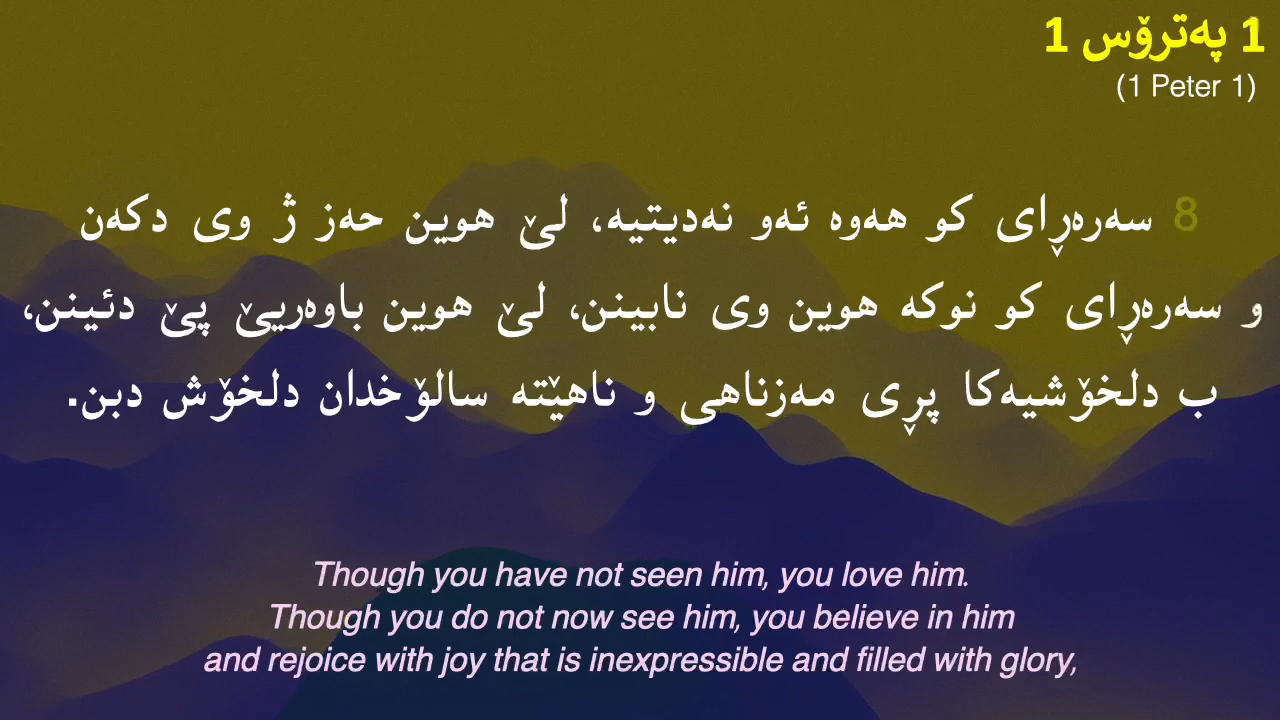 1 پەترۆس 1
(1 Peter 1)
8 سەرەڕای کو هەوە ئەو نەدیتیە، لێ هوین حەز ژ وی دکەن
و سەرەڕای کو نوکە هوین وی نابینن، لێ هوین باوەریێ پێ دئینن،
ب دلخۆشیەکا پڕی مەزناهی و ناهێتە سالۆخدان دلخۆش دبن.
Though you have not seen him, you love him.
Though you do not now see him, you believe in him
and rejoice with joy that is inexpressible and filled with glory,